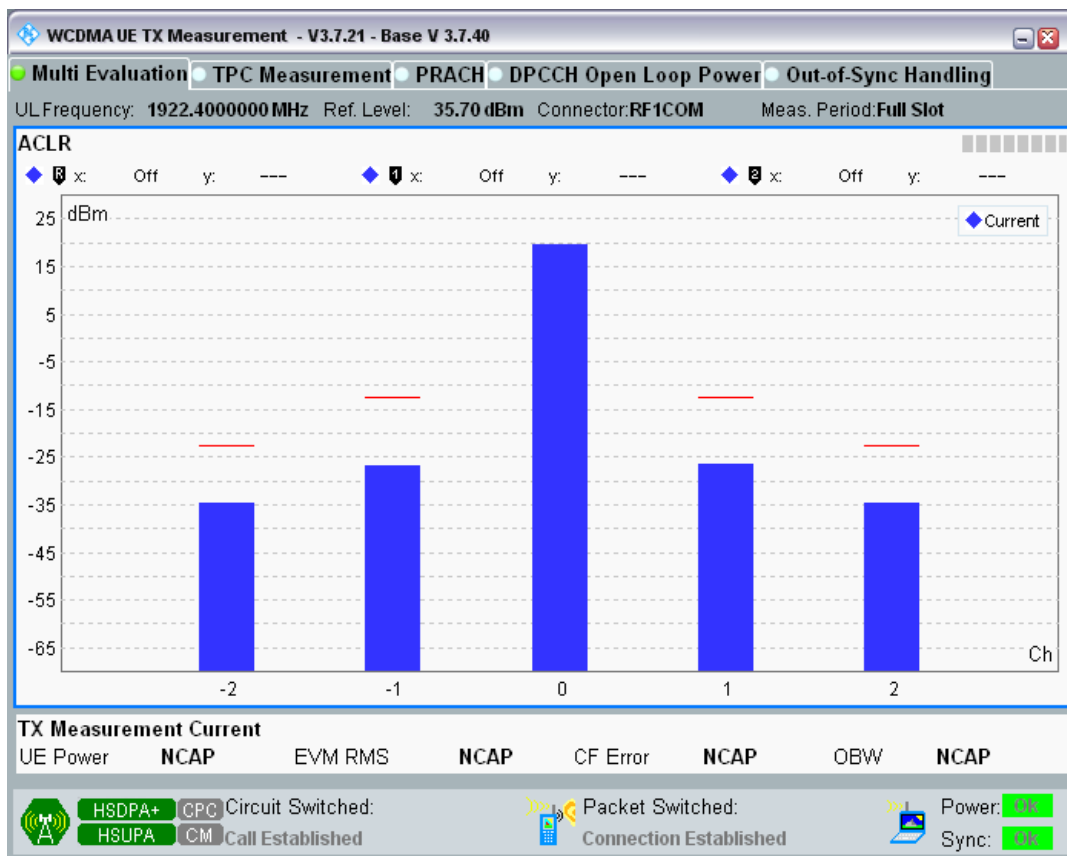 WCDMA UE TX Measurement - V3.7.21 - Base V 3.7.40
Multi Evaluation TPC Measurement PRACH DPCCH Open Loop Power Out-of-Sync Handling
UL Frequency: 1922.4000000 MHz Ref. Level: 35.70 dBm Connector:RF1COM Meas. Period:Full Slot
ACLR
R x: Off y: --- 1 x: Off y: --- 2 x: Off y: ---
dBm
Current
25
15
5
-5
-15
-25
-35
-45
-55
-65
Ch
-2 -1 0 1 2
TX Measurement Current
UE Power NCAP EVM RMS NCAP CF Error NCAP OBW NCAP
HSDPA+ CPC Circuit Switched: Packet Switched: Power: Ok
HSUPA CM Call Established Connection Established Sync: Ok